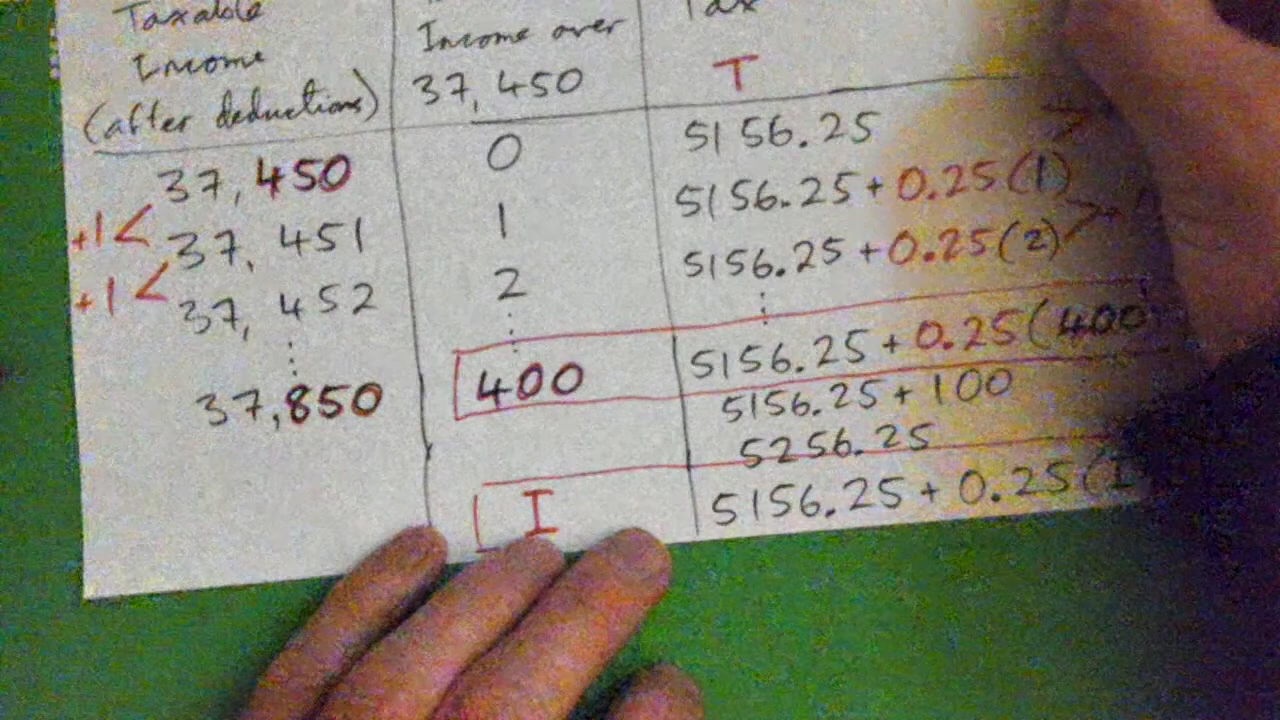 Taxable
Income
(after deductions)
Income over
37,450
Tax
T
37,450 0 5156.25
+1 < 37,451 1 5156.25 + 0.25(1) >
+1 < 37,452 2 5156.25 + 0.25(2) > +
⋮ ⋮ ⋮
37,850 400 5156.25 + 0.25(400
5156.25 + 100
5256.25
I 5156.25 + 0.25(I